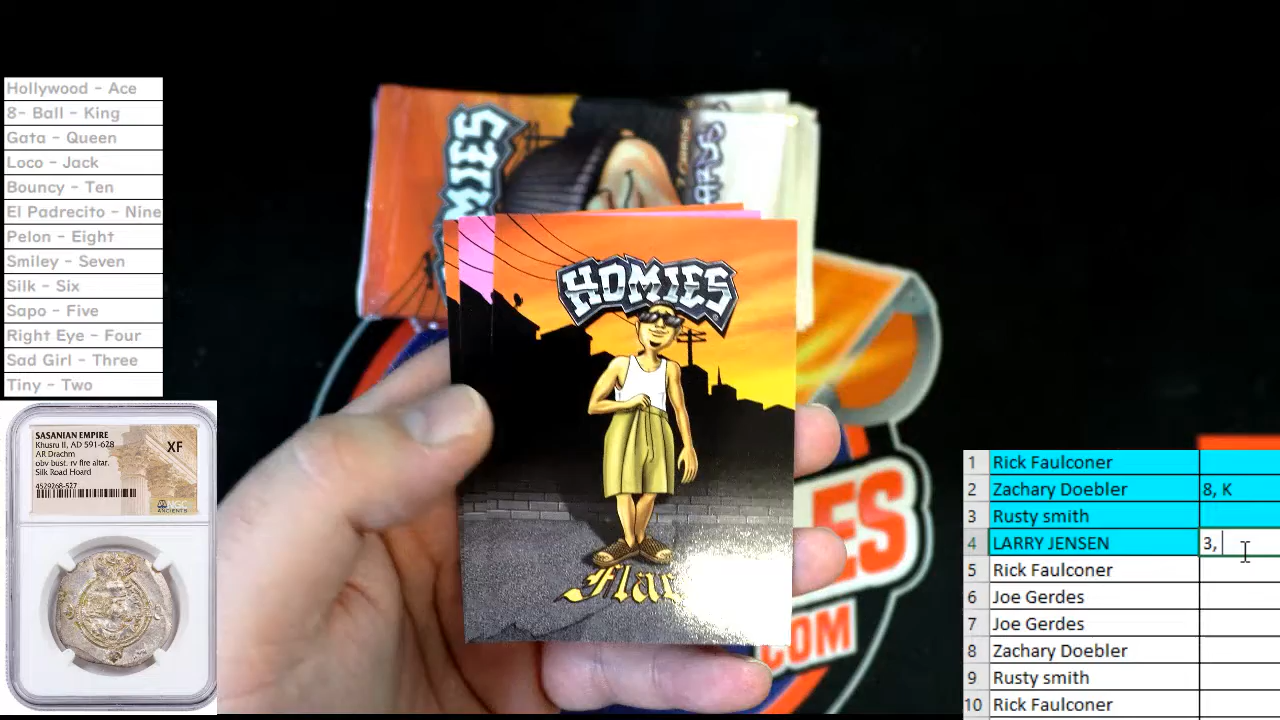 Hollywood - Ace
8- Ball - King
Gata - Queen
Loco - Jack
Bouncy - Ten
El Padrecito - Nine
Pelon - Eight
Smiley - Seven
Silk - Six
Sapo - Five
Right Eye - Four
Sad Girl - Three
Tiny - Two
SASANIAN EMPIRE
Khusru II, AD 591-628
AR Drachm
obv bust. rv fire altar.
Silk Road Hoard
4529268-527
XF
ANCIENTS
HOMIES
COM
1 Rick Faulconer
2 Zachary Doebler 8, K
3 Rusty smith
4 LARRY JENSEN 3,
5 Rick Faulconer
6 Joe Gerdes
7 Joe Gerdes
8 Zachary Doebler
9 Rusty smith
10 Rick Faulconer